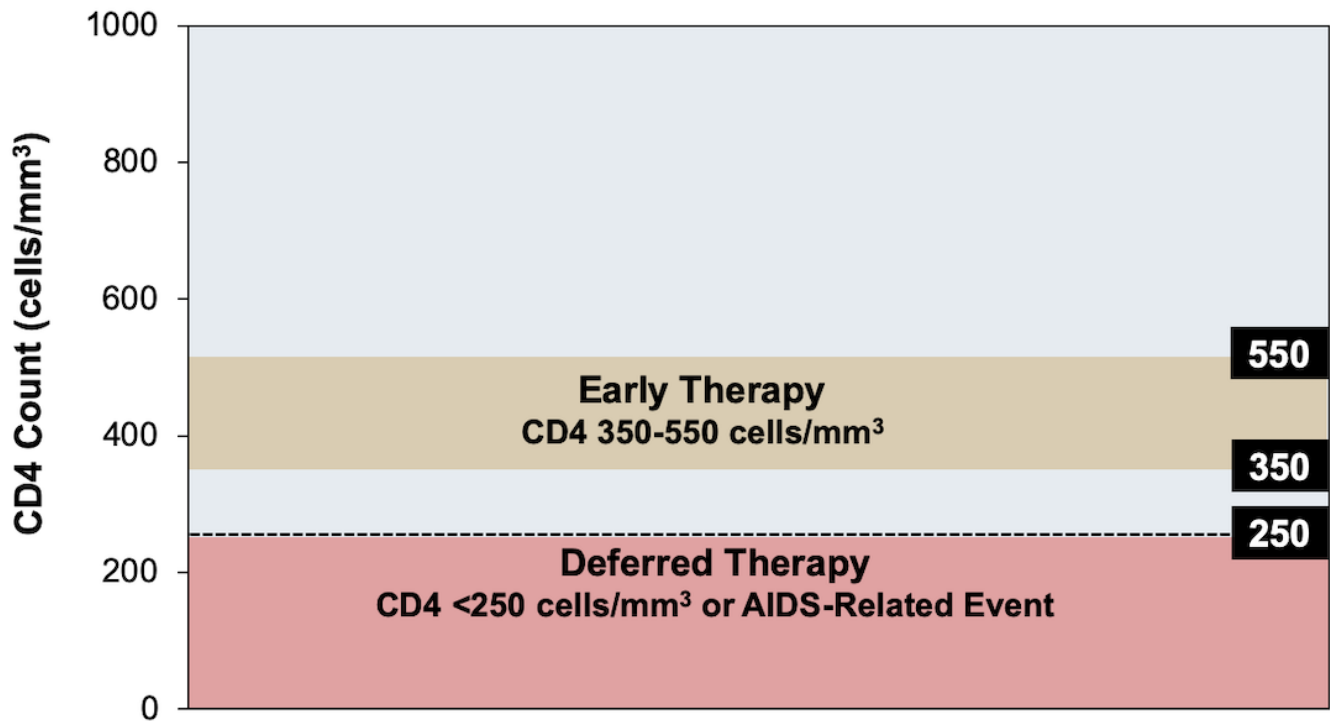 CD4 Count (cells/mm³)
1000
800
600
400
200
0
Early Therapy
CD4 350-550 cells/mm³
Deferred Therapy
CD4 <250 cells/mm³ or AIDS-Related Event
550
350
250